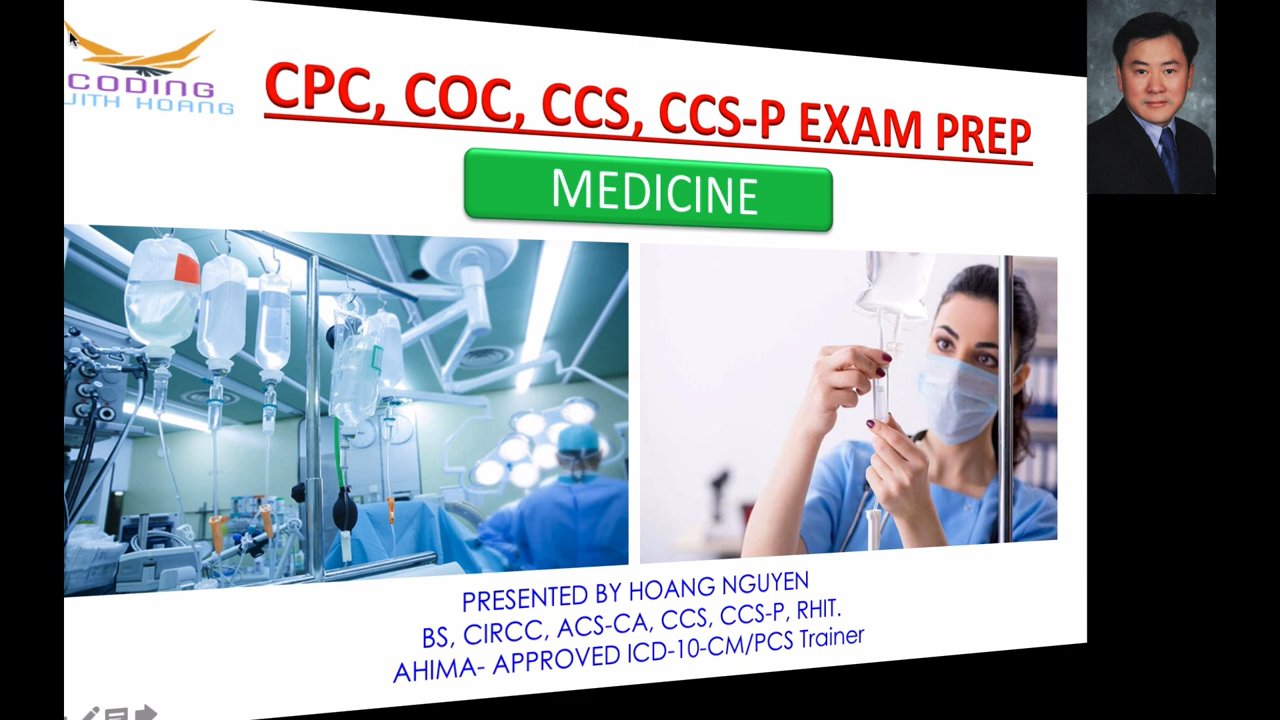 CODING
WITH HOANG
CPC, COC, CCS, CCS-P EXAM PREP
MEDICINE
PRESENTED BY HOANG NGUYEN
BS, CIRCC, ACS-CA, CCS, CCS-P, RHIT.
AHIMA- APPROVED ICD-10-CM/PCS Trainer